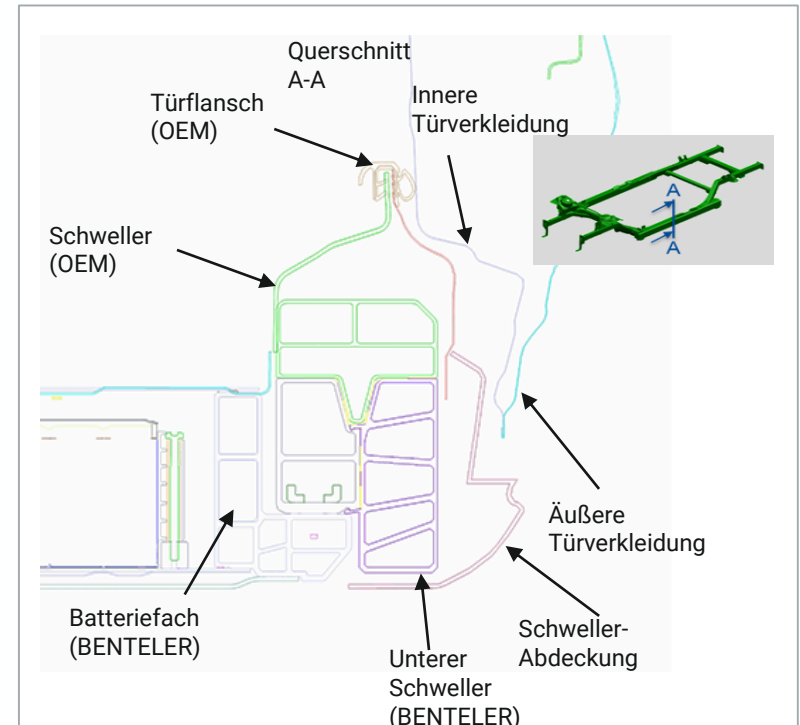 Querschnitt
A-A
Türflansch
(OEM)
Innere
Türverkleidung
A
A
Schweller
(OEM)
Äußere
Türverkleidung
Batteriefach
(BENTELER)
Schweller-
Abdeckung
Unterer
Schweller
(BENTELER)